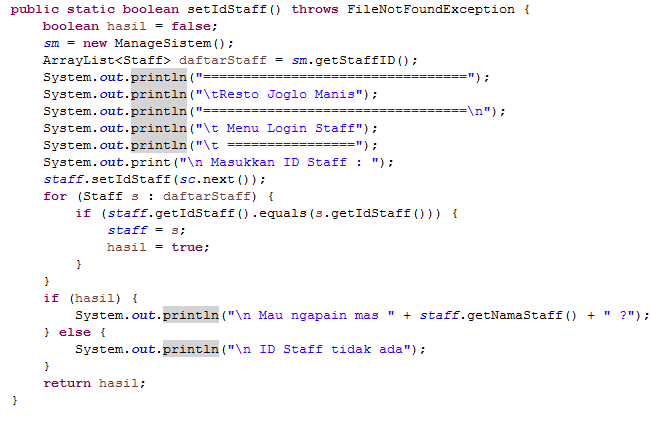 public static boolean setIdStaff() throws FileNotFoundException {
    boolean hasil = false;
    sm = new ManageSistem();
    ArrayList<Staff> daftarStaff = sm.getStaffID();
    System.out.println("=================================");
    System.out.println("\tResto Joglo Manis");
    System.out.println("=================================\n");
    System.out.println("\t Menu Login Staff");
    System.out.println("\t ================");
    System.out.print("\n Masukkan ID Staff : ");
    staff.setIdStaff(sc.next());
    for (Staff s : daftarStaff) {
        if (staff.getIdStaff().equals(s.getIdStaff())) {
            staff = s;
            hasil = true;
        }
    }
    if (hasil) {
        System.out.println("\n Mau ngapain mas " + staff.getNamaStaff() + " ?");
    } else {
        System.out.println("\n ID Staff tidak ada");
    }
    return hasil;
}